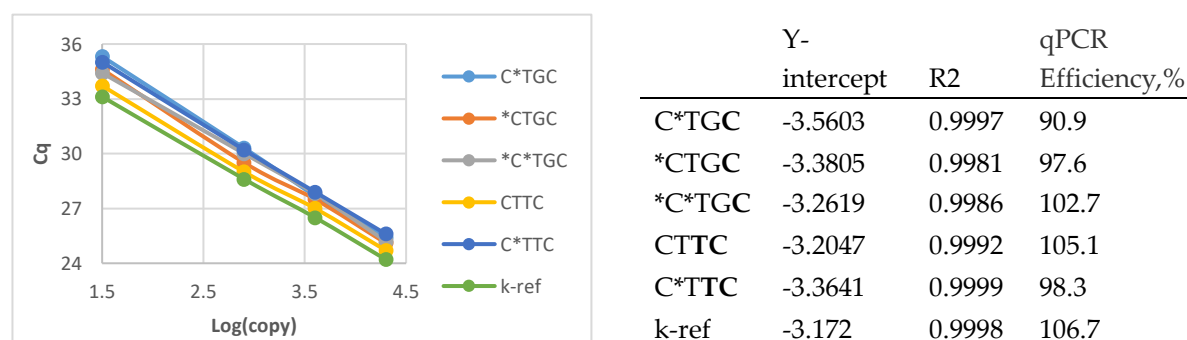 36
33
30
27
24
Cq
1.5 2.5 3.5 4.5
Log(copy)
C*TGC
*CTGC
*C*TGC
CTTC
C*TTC
k-ref
Y- qPCR
intercept R2 Efficiency,%
C*TGC -3.5603 0.9997 90.9
*CTGC -3.3805 0.9981 97.6
*C*TGC -3.2619 0.9986 102.7
CTTC -3.2047 0.9992 105.1
C*TTC -3.3641 0.9999 98.3
k-ref -3.172 0.9998 106.7